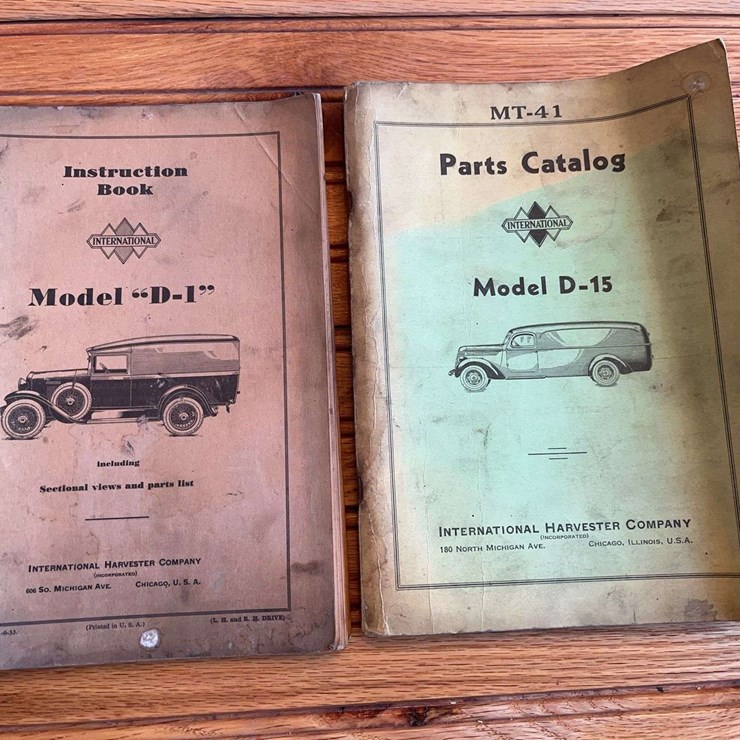 Instruction
Book
INTERNATIONAL
Model "D-1"
including
Sectional views and parts list
INTERNATIONAL HARVESTER COMPANY
(INCORPORATED)
606 SO. MICHIGAN AVE. CHICAGO, U. S. A.
(Printed in U. S. A.)
(L. H. and R. H. DRIVE)
MT-41
Parts Catalog
INTERNATIONAL
Model D-15
INTERNATIONAL HARVESTER COMPANY
(INCORPORATED)
180 NORTH MICHIGAN AVE. CHICAGO, ILLINOIS, U.S.A.